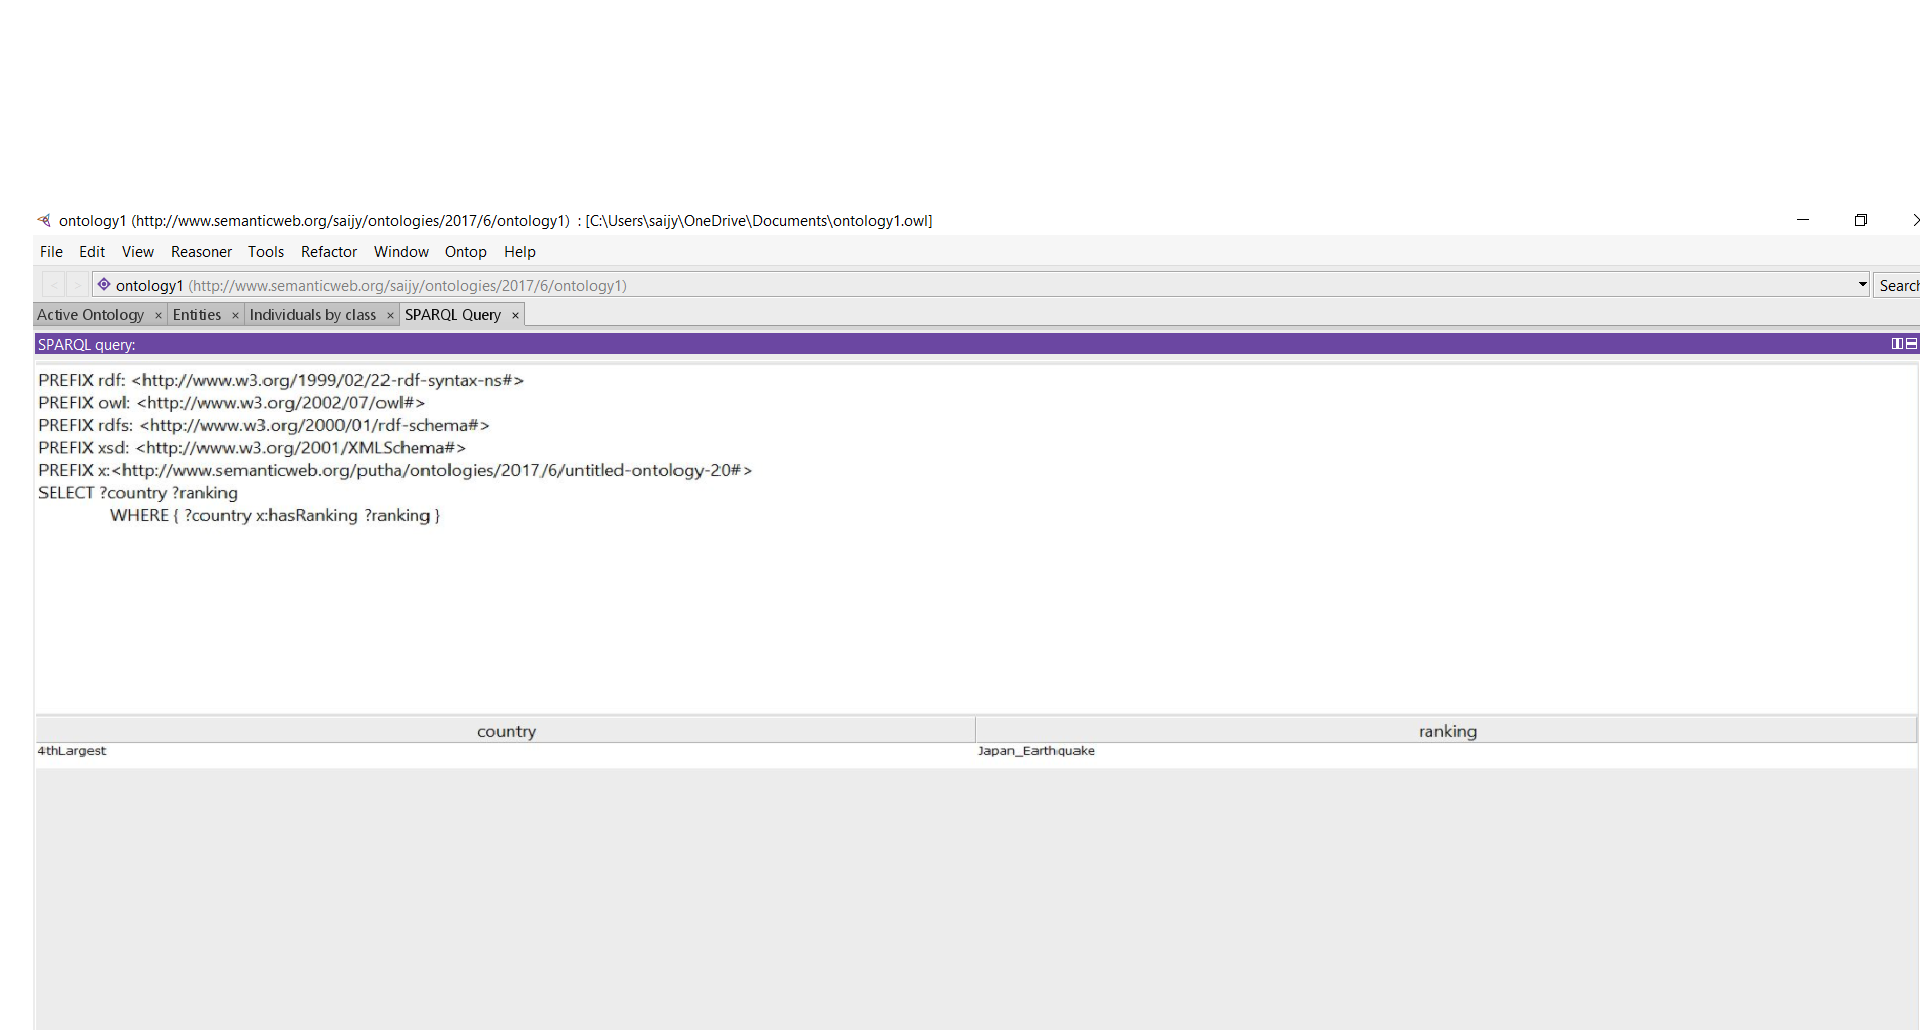 ontology1 (http://www.semanticweb.org/saijy/ontologies/2017/6/ontology1) : [C:\Users\saijy\OneDrive\Documents\ontology1.owl]
File Edit View Reasoner Tools Refactor Window Ontop Help
< > ontology1 (http://www.semanticweb.org/saijy/ontologies/2017/6/ontology1) Search
Active Ontology × Entities × Individuals by class × SPARQL Query ×
SPARQL query:
PREFIX rdf: <http://www.w3.org/1999/02/22-rdf-syntax-ns#>
PREFIX owl: <http://www.w3.org/2002/07/owl#>
PREFIX rdfs: <http://www.w3.org/2000/01/rdf-schema#>
PREFIX xsd: <http://www.w3.org/2001/XMLSchema#>
PREFIX x:<http://www.semanticweb.org/putha/ontologies/2017/6/untitled-ontology-20#>
SELECT ?country ?ranking
WHERE { ?country x:hasRanking ?ranking }
country ranking
4thLargest Japan_Earthquake